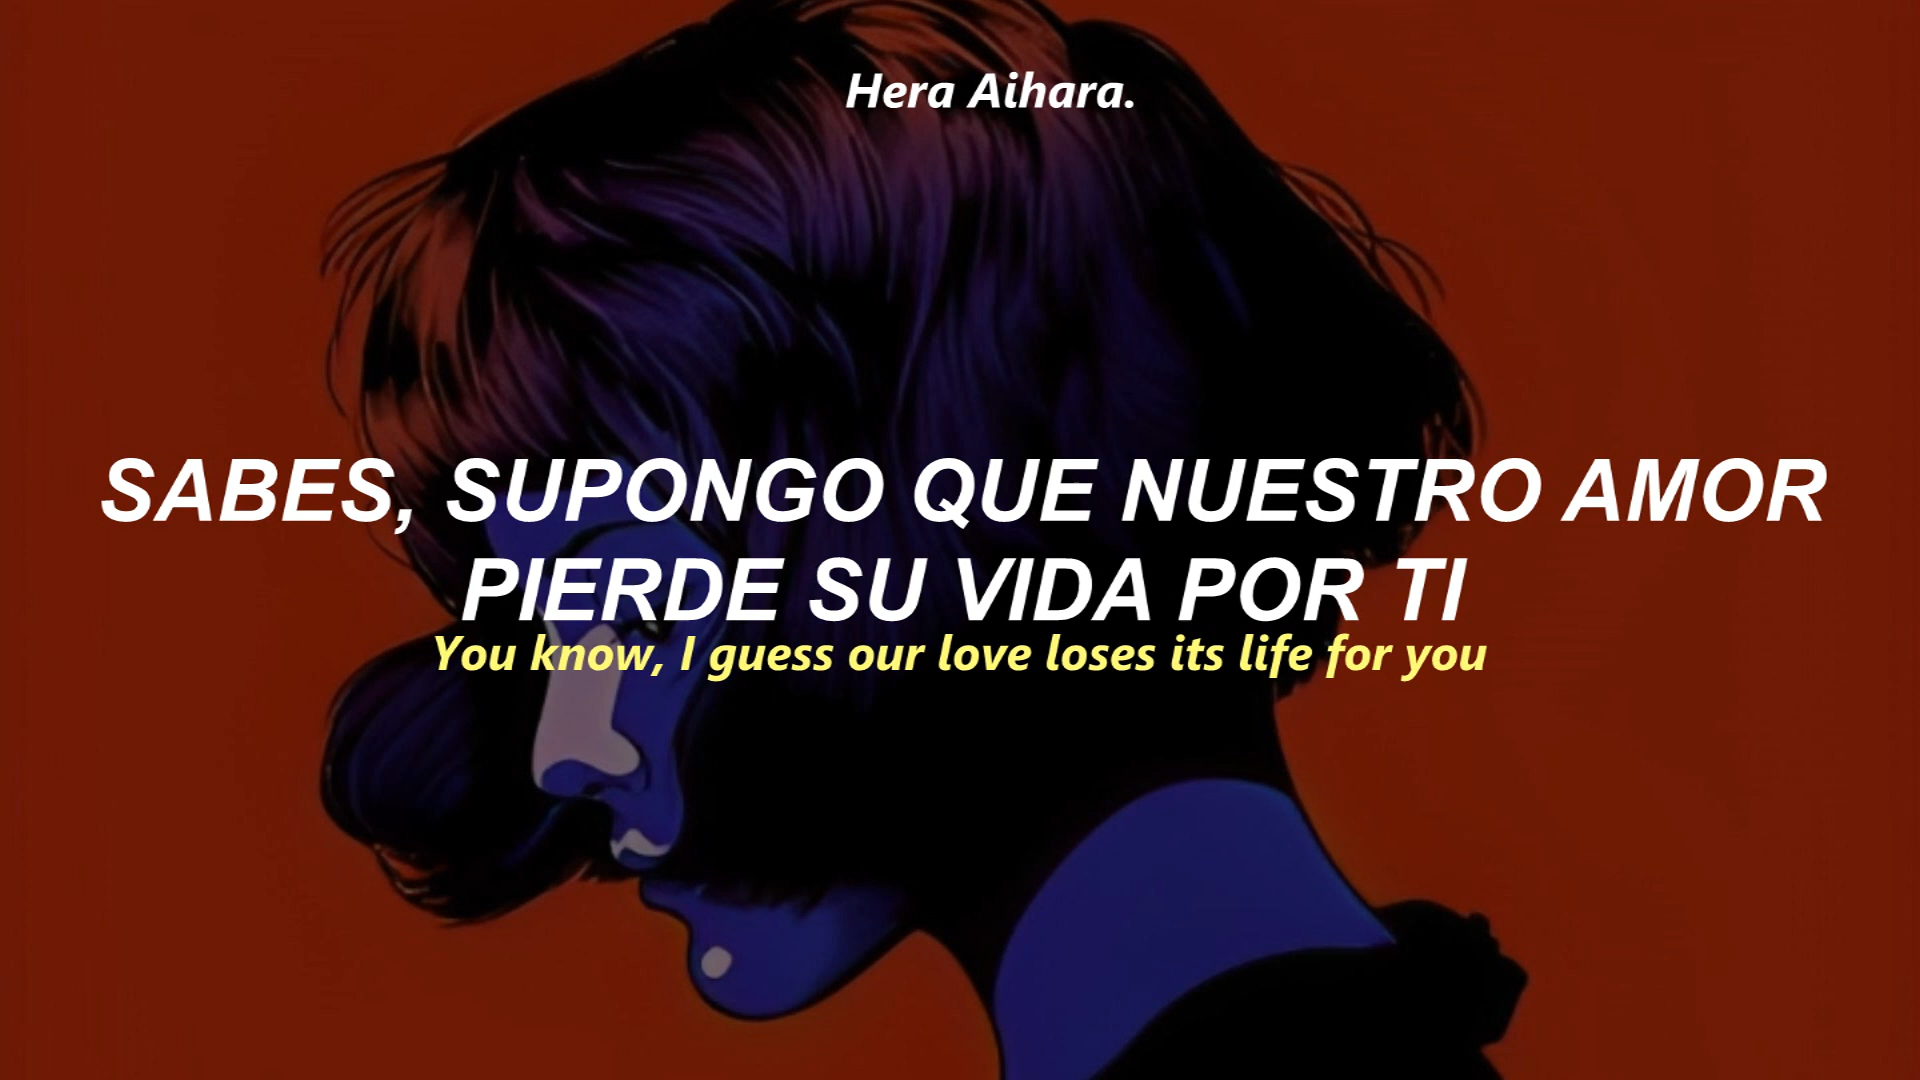 Hera Aihara.
SABES, SUPONGO QUE NUESTRO AMOR
PIERDE SU VIDA POR TI
You know, I guess our love loses its life for you